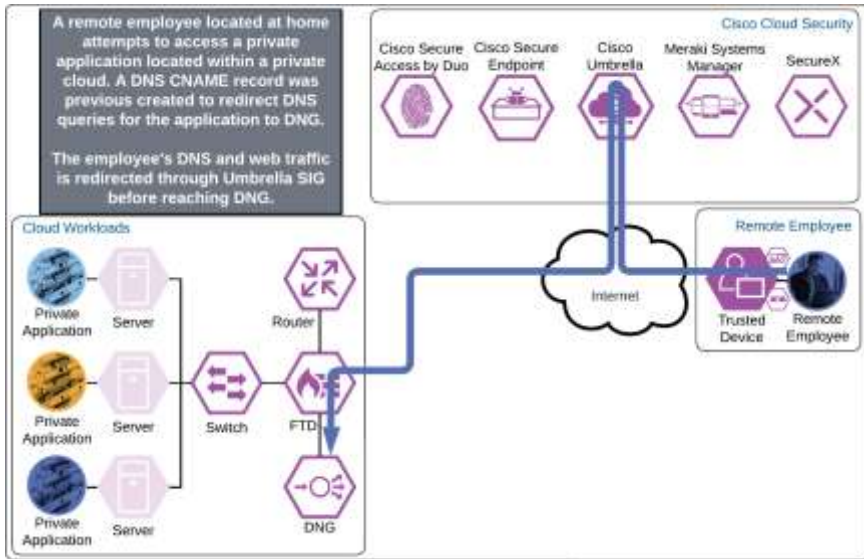 A remote employee located at home
attempts to access a private
application located within a private
cloud. A DNS CNAME record was
previous created to redirect DNS
queries for the application to DNG.
The employee's DNS and web traffic
is redirected through Umbrella SIG
before reaching DNG.
Cisco Cloud Security
Cisco Secure
Access by Duo
Cisco Secure
Endpoint
Cisco
Umbrella
Meraki Systems
Manager
SecureX
Cloud Workloads
Private
Application
Server
Router
Private
Application
Server
Switch
FTD
Private
Application
Server
DNG
Internet
Remote Employee
Trusted
Device
Remote
Employee